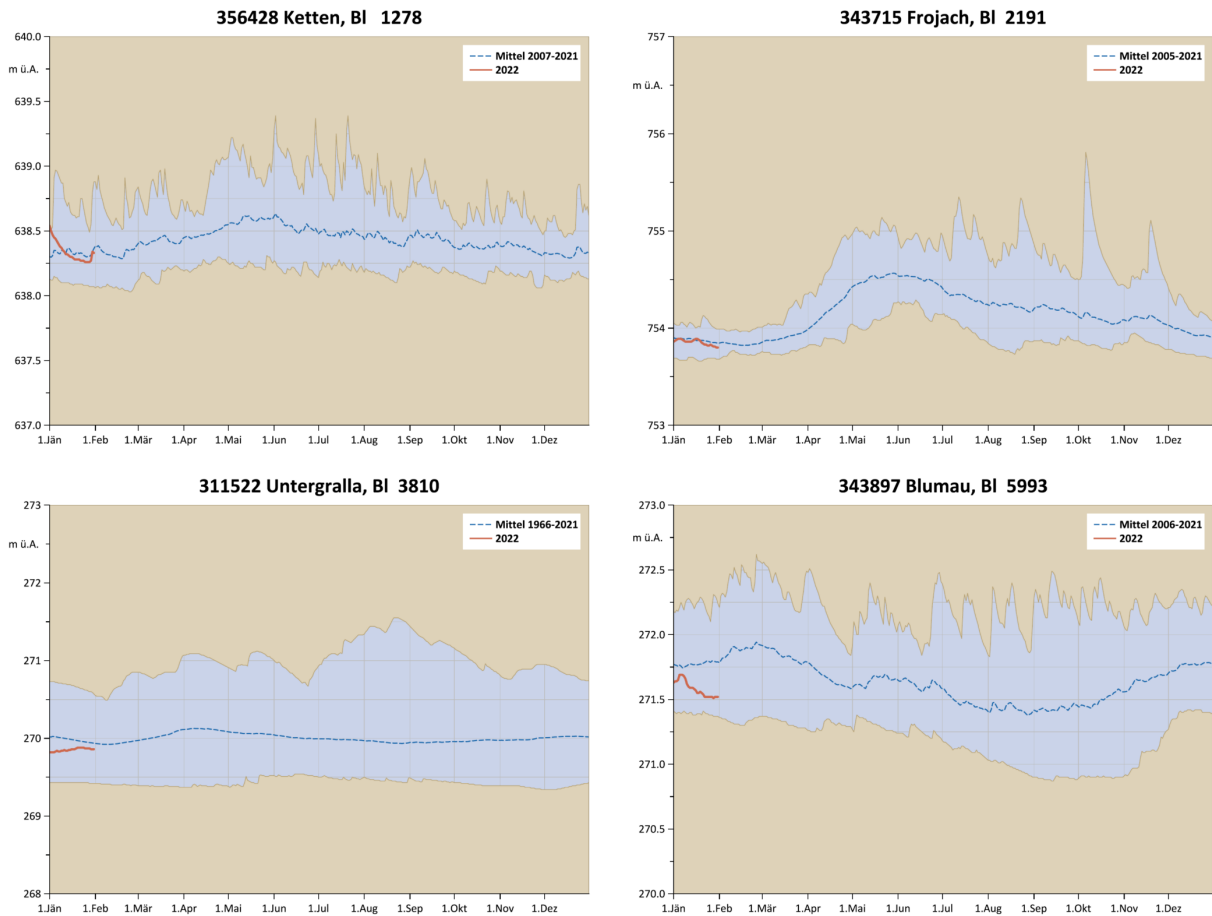 356428 Ketten, Bl 1278
640.0
m ü.A.
639.5
639.0
638.5
638.0
637.5
637.0
Mittel 2007-2021
2022
1.Jän 1.Feb 1.Mär 1.Apr 1.Mai 1.Jun 1.Jul 1.Aug 1.Sep 1.Okt 1.Nov 1.Dez
343715 Frojach, Bl 2191
757
m ü.A.
756
755
754
753
Mittel 2005-2021
2022
1.Jän 1.Feb 1.Mär 1.Apr 1.Mai 1.Jun 1.Jul 1.Aug 1.Sep 1.Okt 1.Nov 1.Dez
311522 Untergralla, Bl 3810
273
m ü.A.
272
271
270
269
268
Mittel 1966-2021
2022
1.Jän 1.Feb 1.Mär 1.Apr 1.Mai 1.Jun 1.Jul 1.Aug 1.Sep 1.Okt 1.Nov 1.Dez
343897 Blumau, Bl 5993
273.0
m ü.A.
272.5
272.0
271.5
271.0
270.5
270.0
Mittel 2006-2021
2022
1.Jän 1.Feb 1.Mär 1.Apr 1.Mai 1.Jun 1.Jul 1.Aug 1.Sep 1.Okt 1.Nov 1.Dez